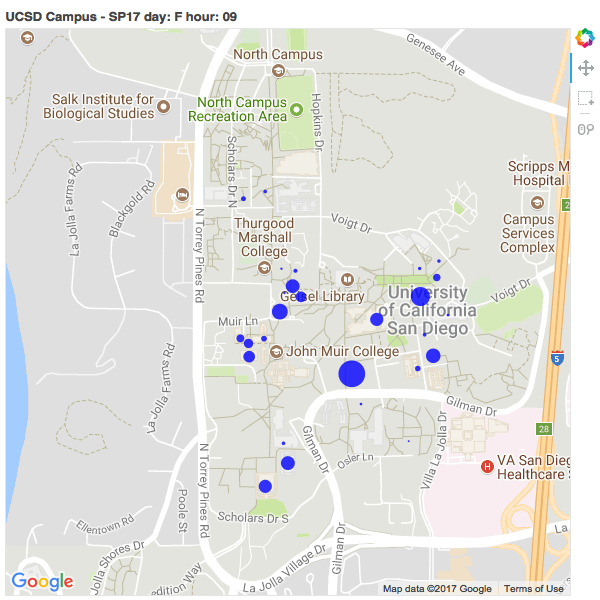 UCSD Campus - SP17 day: F hour: 09
Genesee Ave
North Campus
Salk Institute for
Biological Studies
North Campus
Recreation Area
Hopkins Dr
Scholars Dr N
Scripps M
Hospital
La Jolla Farms Rd
Blackgold Rd
2
N Torrey Pines Rd
Voigt Dr
Thurgood
Marshall
College
Campus
Services
Complex
Geisel Library
University
of California
San Diego
Voigt Dr
Muir Ln
John Muir College
5
La Jolla Farms Rd
Gilman Dr
28
Gilman Dr
Villa La Jolla Dr
N Torrey Pines Rd
Osler Ln
VA San Dieg
Healthcare S
Poole St
Ellentown Rd
Scholars Dr S
La
La Jolla Shores Dr
Gilman Dr
La Jolla Village Dr
edition Way
Google
Map data ©2017 Google
Terms of Use